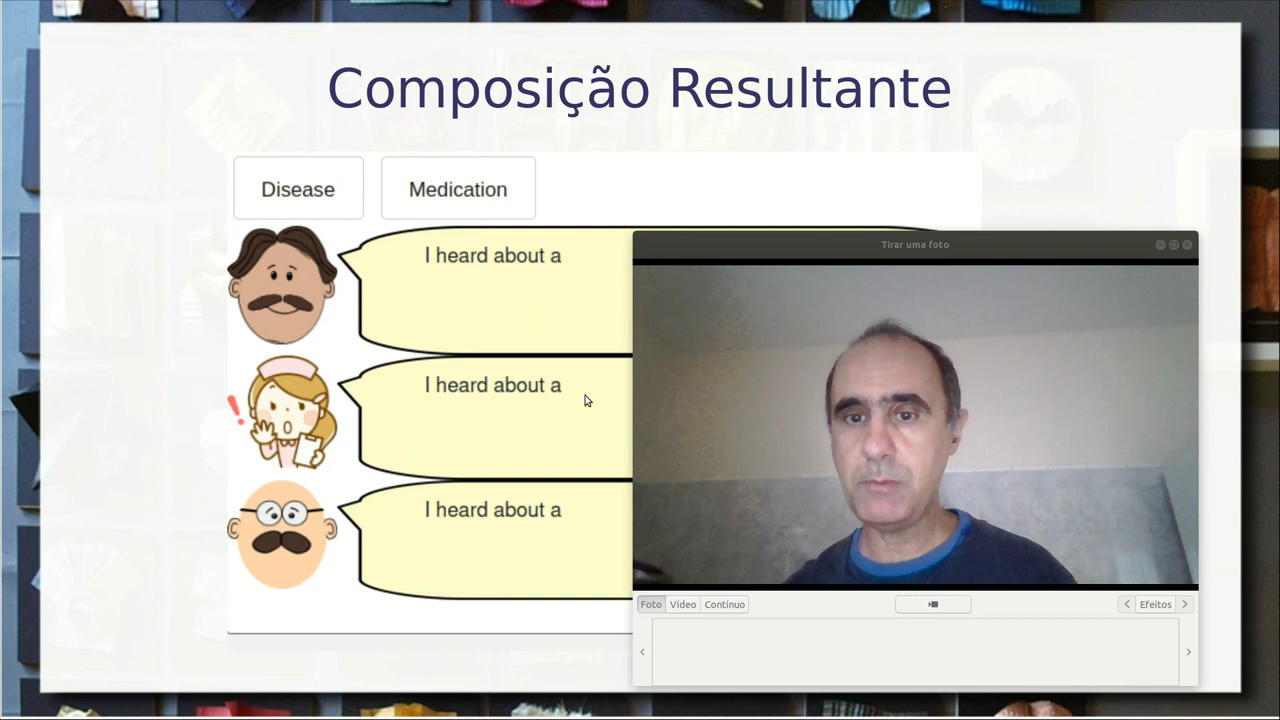 Composição Resultante
Disease
Medication
I heard about a
Tirar uma foto
I heard about a
I heard about a
Foto
Vídeo
Contínuo
Efeitos